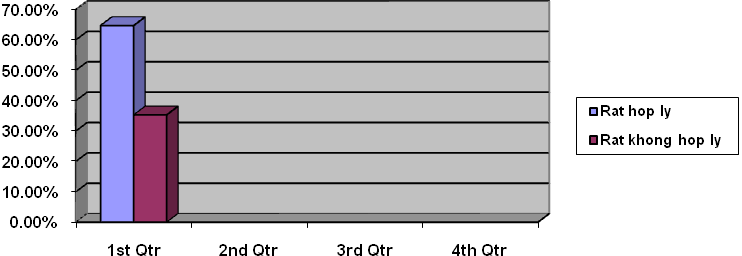 70.00%
60.00%
50.00%
40.00%
30.00%
20.00%
10.00%
0.00%
1st Qtr 2nd Qtr 3rd Qtr 4th Qtr
Rat hop ly
Rat khong hop ly